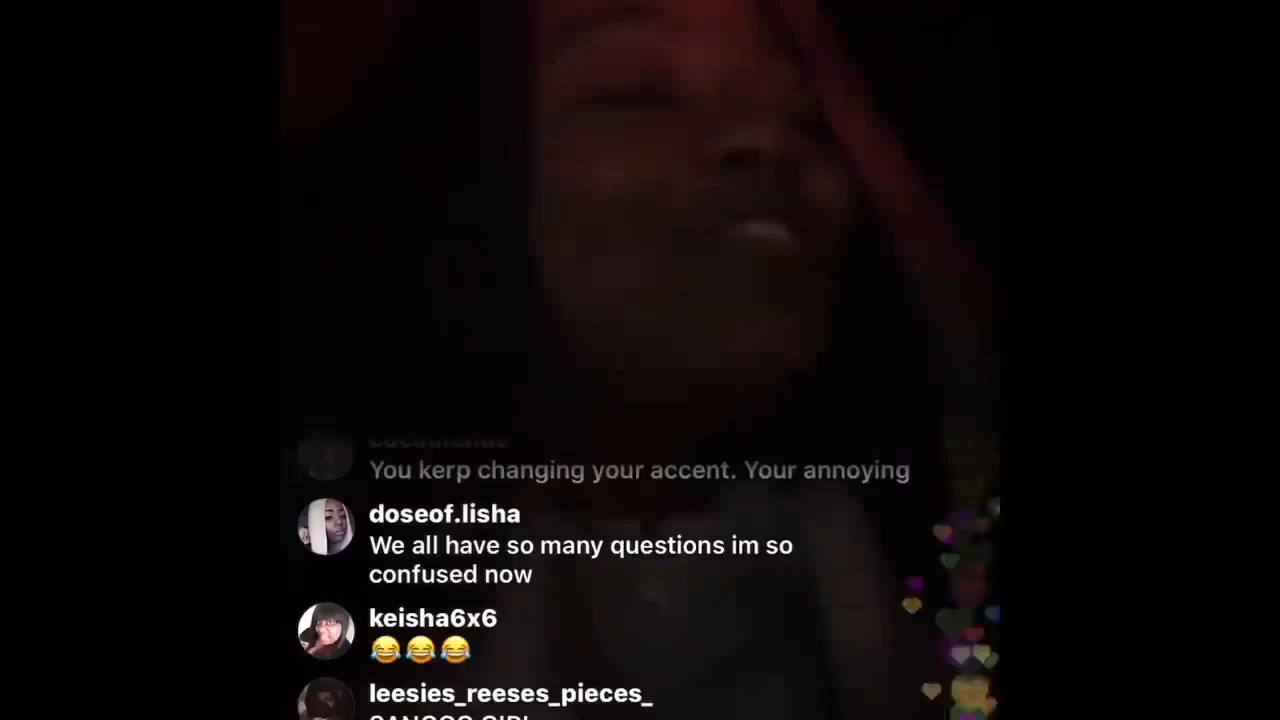 You kerp changing your accent. Your annoying
doseof.lisha
We all have so many questions im so
confused now
keisha6x6
😂😂😂
leesies_reeses_pieces_